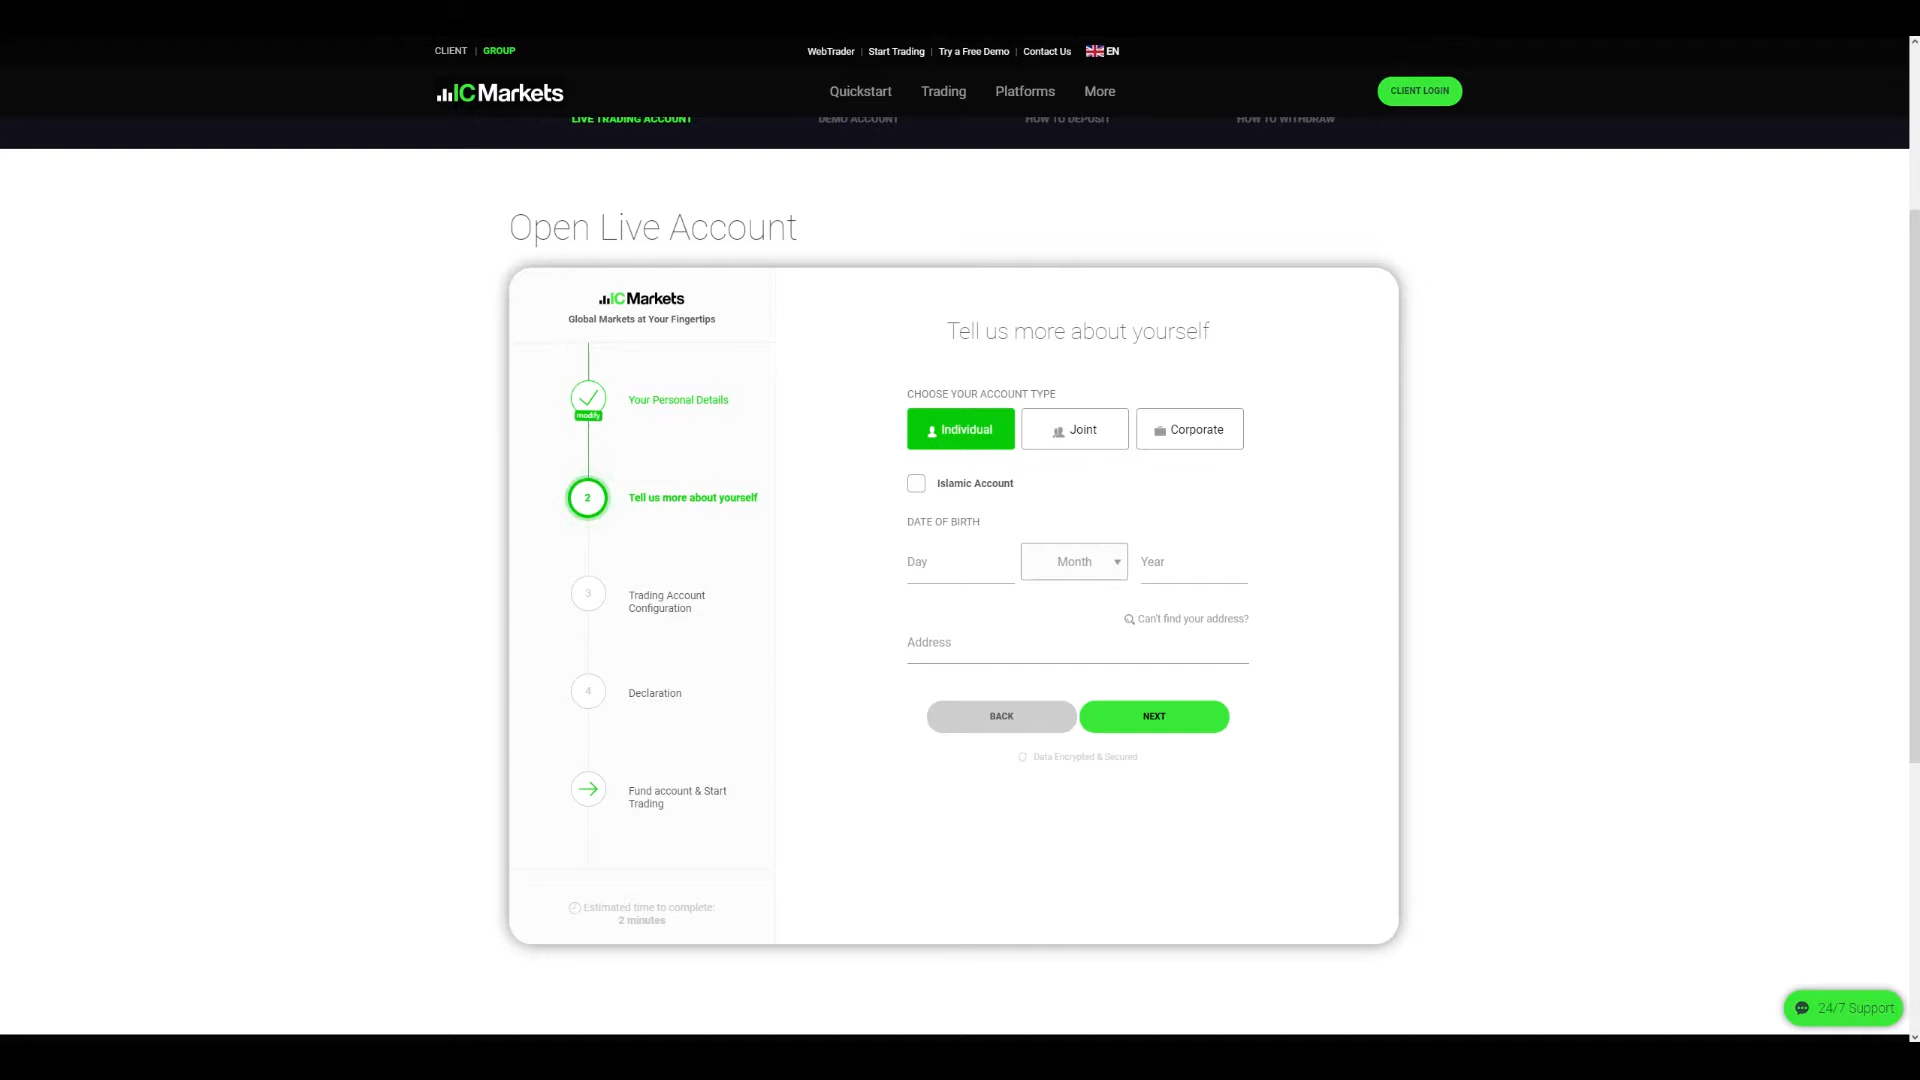 CLIENT | GROUP
WebTrader | Start Trading | Try a Free Demo | Contact Us EN
ICMarkets
Quickstart Trading Platforms More
CLIENT LOGIN
LIVE TRADING ACCOUNT DEMO ACCOUNT HOW TO DEPOSIT HOW TO WITHDRAW
Open Live Account
ICMarkets
Global Markets at Your Fingertips
modify
Your Personal Details
2
Tell us more about yourself
3
Trading Account
Configuration
4
Declaration
Fund account & Start
Trading
Estimated time to complete:
2 minutes
Tell us more about yourself
CHOOSE YOUR ACCOUNT TYPE
Individual Joint Corporate
Islamic Account
DATE OF BIRTH
Day Month Year
Can't find your address?
Address
BACK NEXT
Data Encrypted & Secured
24/7 Support